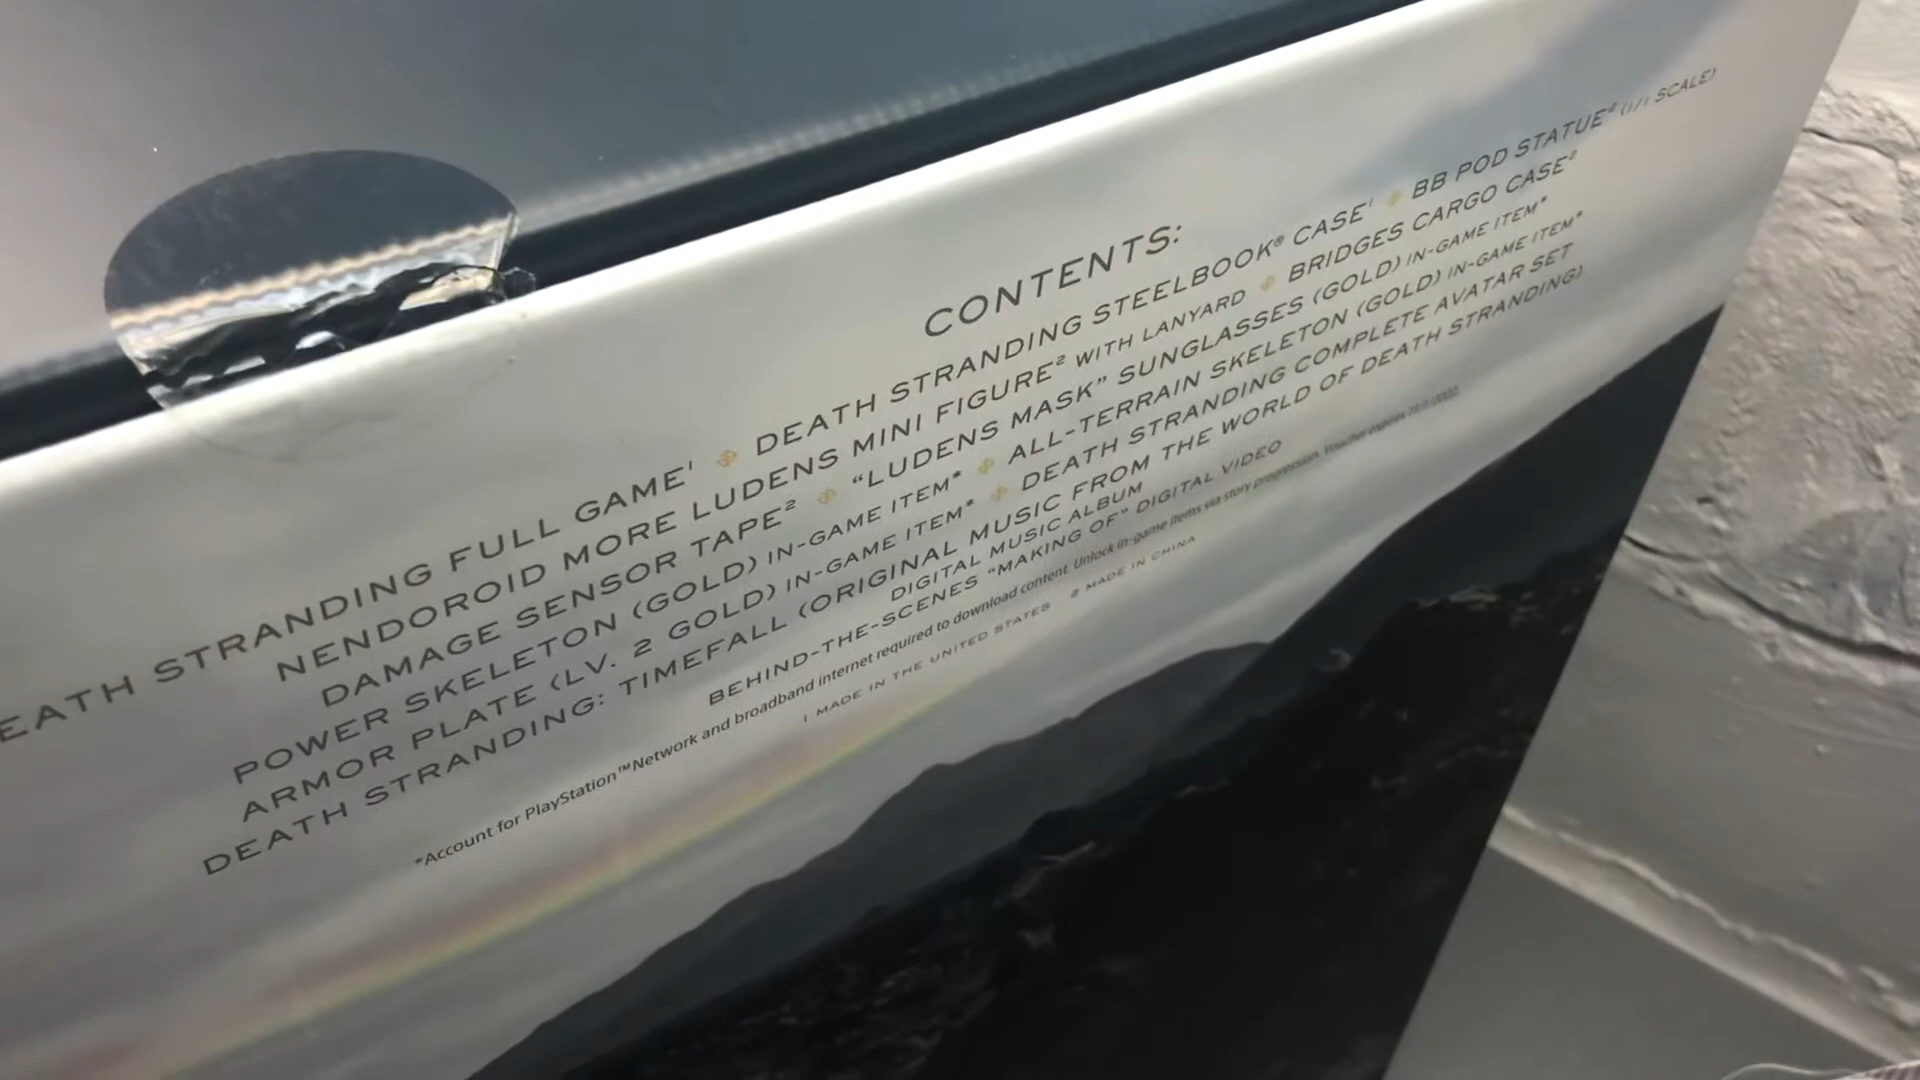 CONTENTS:
EATH STRANDING FULL GAME¹ DEATH STRANDING STEELBOOK® CASE¹ BB POD STATUE² (1/1 SCALE)
NENDOROID MORE LUDENS MINI FIGURE² WITH LANYARD BRIDGES CARGO CASE²
DAMAGE SENSOR TAPE² “LUDENS MASK” SUNGLASSES (GOLD) IN-GAME ITEM*
POWER SKELETON (GOLD) IN-GAME ITEM* ALL-TERRAIN SKELETON (GOLD) IN-GAME ITEM*
ARMOR PLATE (LV. 2 GOLD) IN-GAME ITEM* DEATH STRANDING COMPLETE AVATAR SET
DEATH STRANDING: TIMEFALL (ORIGINAL MUSIC FROM THE WORLD OF DEATH STRANDING)
DIGITAL MUSIC ALBUM
BEHIND-THE-SCENES “MAKING OF” DIGITAL VIDEO
*Account for PlayStation™Network and broadband internet required to download content. Unlock in-game items via story progression. Voucher expires
1 MADE IN THE UNITED STATES 2 MADE IN CHINA